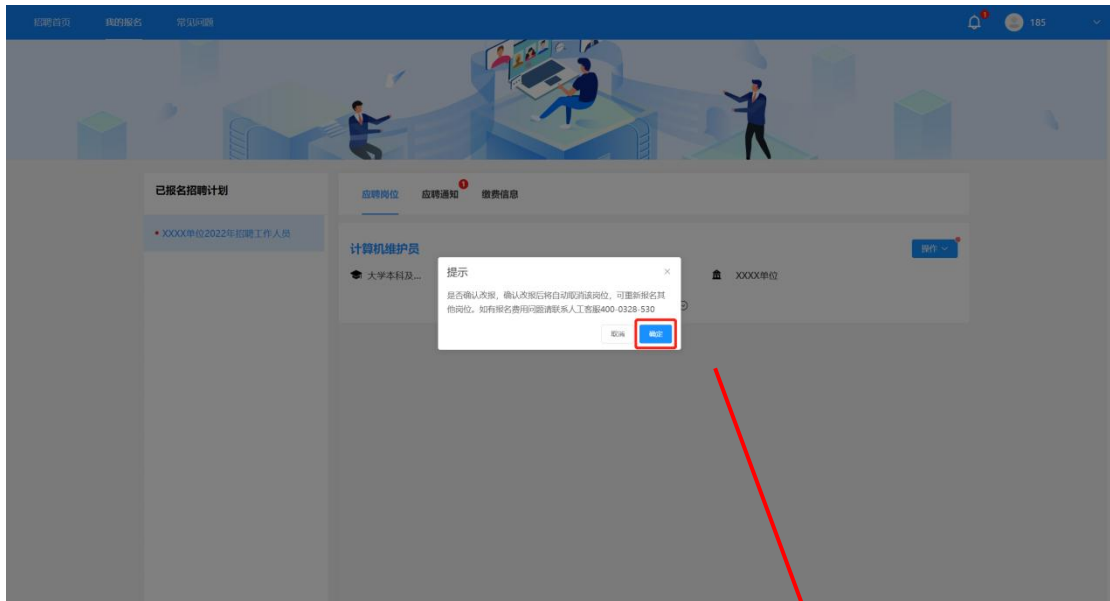 招聘首页 我的报名 常见问题 1 185
已报名招聘计划 应聘岗位 应聘通知 1 缴费信息
• XXXX单位2022年招聘工作人员
计算机维护员 操作
大学本科及... XXXX单位
提示
是否确认改报，确认改报后将自动取消该岗位，可重新报名其
他岗位。如有报名费用问题请联系人工客服400-0328-530
取消 确定